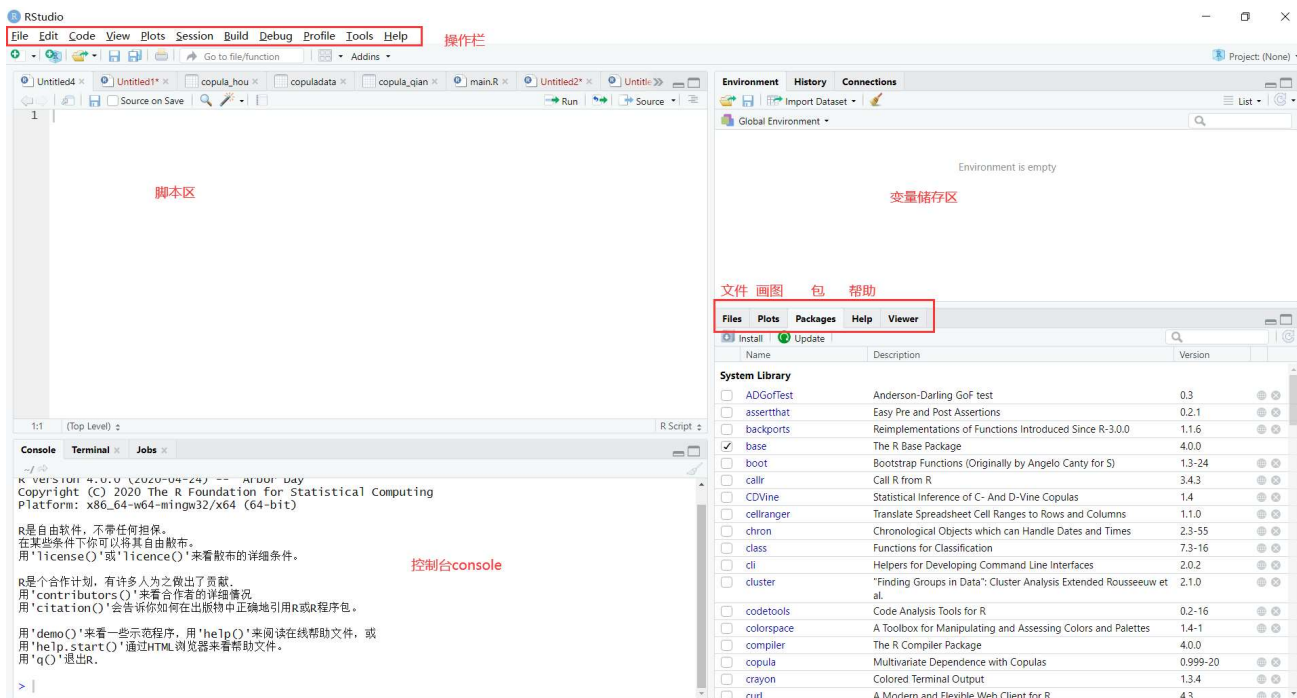 RStudio
File Edit Code View Plots Session Build Debug Profile Tools Help
操作栏
Go to file/function
Addins
Project: (None)
Untitled4
Untitled1*
copula_hou
copuladata
copula_qian
main.R
Untitled2*
Source on Save
Run
Source
1
脚本区
1:1 (Top Level)
R Script
Console Terminal Jobs
~/
R version 4.0.0 (2020-04-24) -- "Arbor Day"
Copyright (C) 2020 The R Foundation for Statistical Computing
Platform: x86_64-w64-mingw32/x64 (64-bit)
R是自由软件，不带任何担保。
在某些条件下你可以将其自由散布。
用'license()'或'licence()'来看散布的详细条件。
R是个合作计划，有许多人为之做出了贡献.
用'contributors()'来看合作者的详细情况
用'citation()'会告诉你如何在出版物中正确地引用R或R程序包。
用'demo()'来看一些示范程序，用'help()'来阅读在线帮助文件，或
用'help.start()'通过HTML浏览器来看帮助文件。
用'q()'退出R.
>
控制台console
Environment History Connections
Import Dataset
List
Global Environment
Environment is empty
变量储存区
文件 画图 包 帮助
Files Plots Packages Help Viewer
Install Update
Name Description Version
System Library
ADGofTest Anderson-Darling GoF test 0.3
assertthat Easy Pre and Post Assertions 0.2.1
backports Reimplementations of Functions Introduced Since R-3.0.0 1.1.6
base The R Base Package 4.0.0
boot Bootstrap Functions (Originally by Angelo Canty for S) 1.3-24
callr Call R from R 3.4.3
CDVine Statistical Inference of C- And D-Vine Copulas 1.4
cellranger Translate Spreadsheet Cell Ranges to Rows and Columns 1.1.0
chron Chronological Objects which can Handle Dates and Times 2.3-55
class Functions for Classification 7.3-16
cli Helpers for Developing Command Line Interfaces 2.0.2
cluster "Finding Groups in Data": Cluster Analysis Extended Rousseeuw et 2.1.0
al.
codetools Code Analysis Tools for R 0.2-16
colorspace A Toolbox for Manipulating and Assessing Colors and Palettes 1.4-1
compiler The R Compiler Package 4.0.0
copula Multivariate Dependence with Copulas 0.999-20
crayon Colored Terminal Output 1.3.4
curl A Modern and Flexible Web Client for R 4.3